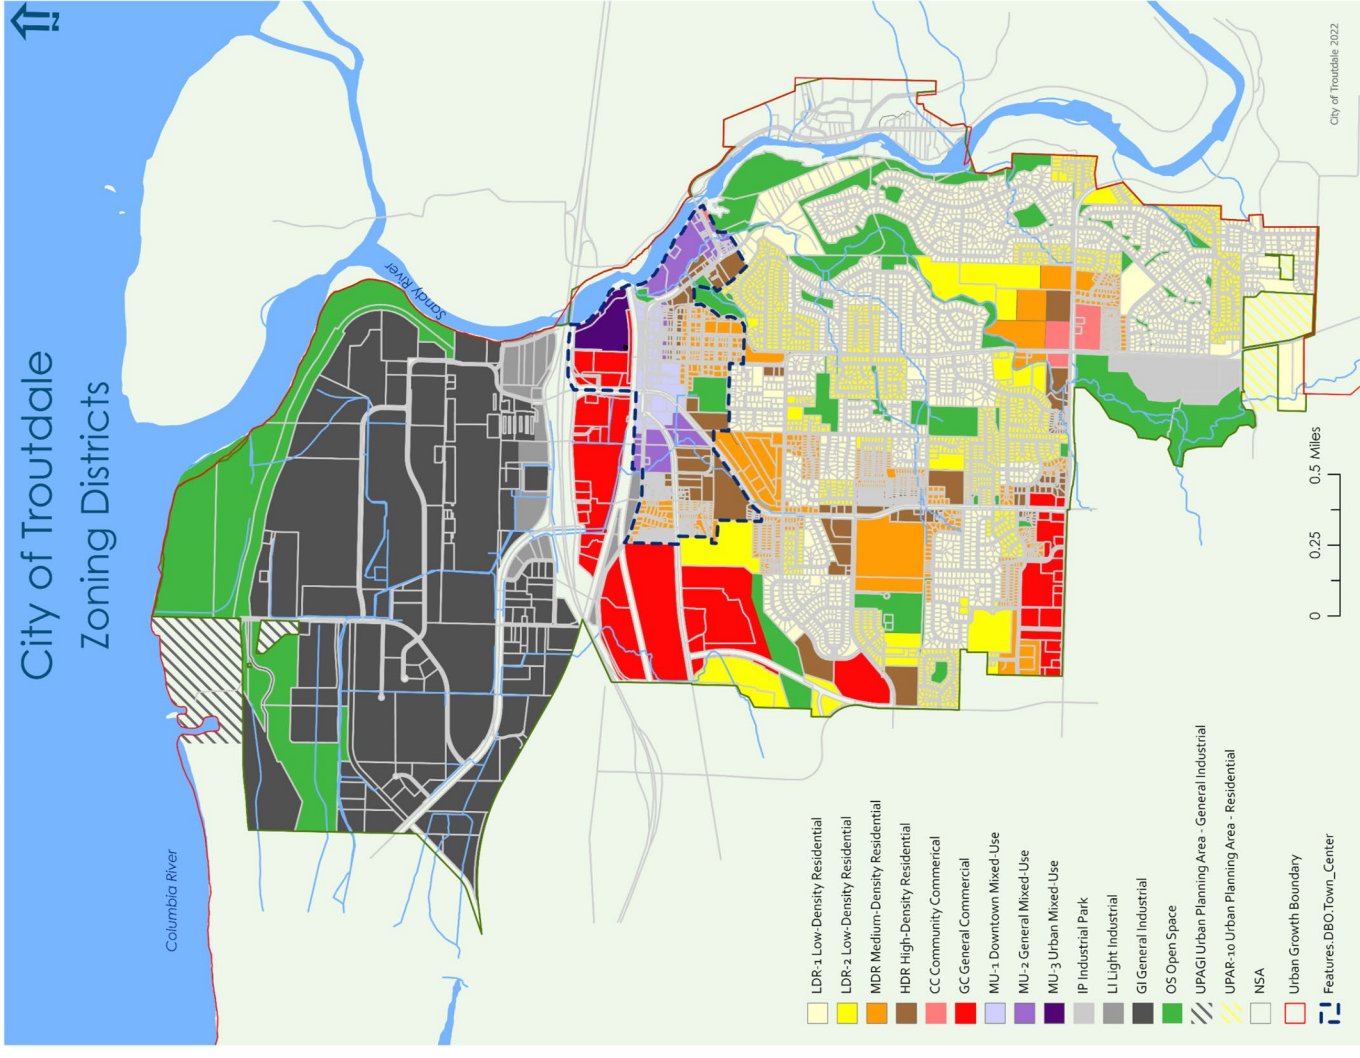 City of Troutdale
Zoning Districts
N
Columbia River
Sandy River
LDR-1 Low-Density Residential
LDR-2 Low-Density Residential
MDR Medium-Density Residential
HDR High-Density Residential
CC Community Commerical
GC General Commercial
MU-1 Downtown Mixed-Use
MU-2 General Mixed-Use
MU-3 Urban Mixed-Use
IP Industrial Park
LI Light Industrial
GI General Industrial
OS Open Space
UPAGI Urban Planning Area - General Industrial
UPAR-10 Urban Planning Area - Residential
NSA
Urban Growth Boundary
Features.DBO.Town_Center
0 0.25 0.5 Miles
City of Troutdale 2022